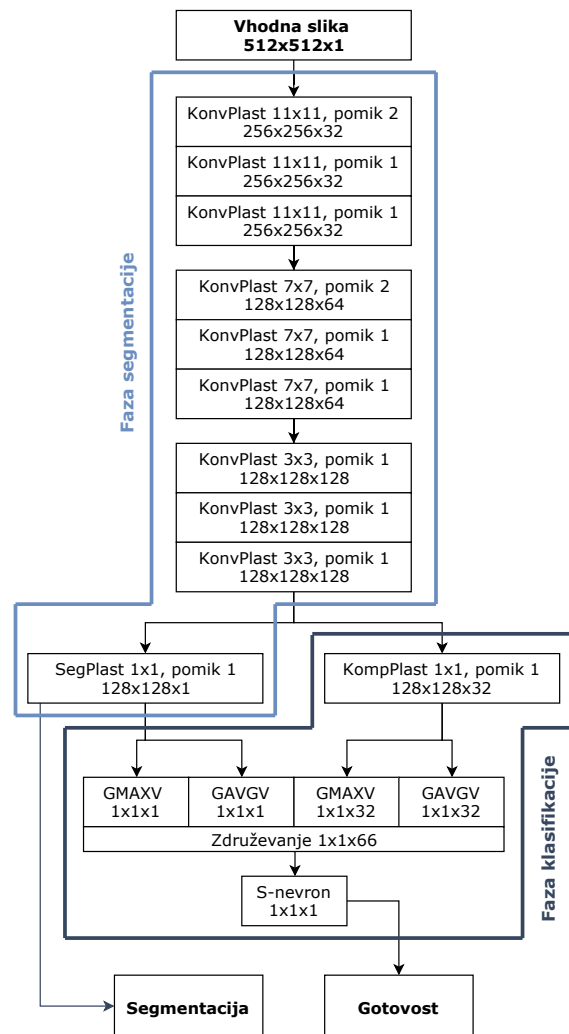 Vhodna slika
512x512x1
Faza segmentacije
KonvPlast 11x11, pomik 2
256x256x32
KonvPlast 11x11, pomik 1
256x256x32
KonvPlast 11x11, pomik 1
256x256x32
KonvPlast 7x7, pomik 2
128x128x64
KonvPlast 7x7, pomik 1
128x128x64
KonvPlast 7x7, pomik 1
128x128x64
KonvPlast 3x3, pomik 1
128x128x128
KonvPlast 3x3, pomik 1
128x128x128
KonvPlast 3x3, pomik 1
128x128x128
SegPlast 1x1, pomik 1
128x128x1
KompPlast 1x1, pomik 1
128x128x32
Faza klasifikacije
GMAXV
1x1x1
GAVGV
1x1x1
GMAXV
1x1x32
GAVGV
1x1x32
Združevanje 1x1x66
S-nevron
1x1x1
Segmentacija
Gotovost